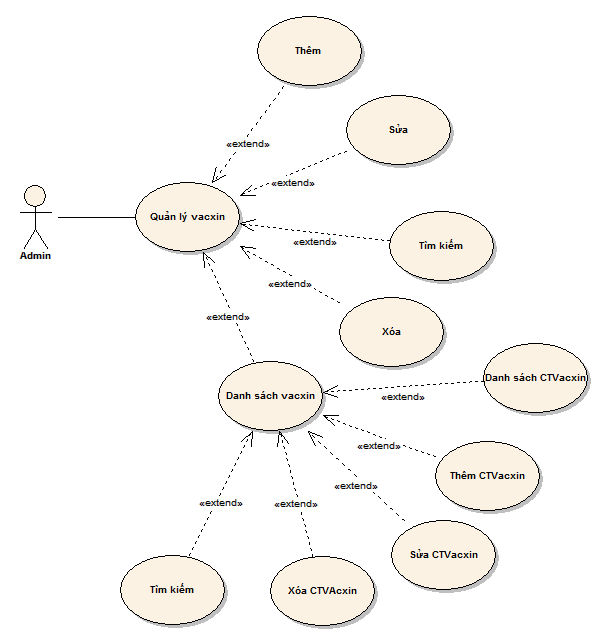 Thêm
«extend»
Sửa
«extend»
Quản lý vacxin
Admin
«extend»
Tìm kiếm
«extend»
Xóa
«extend»
Danh sách vacxin
Danh sách CTVacxin
«extend»
«extend»
Thêm CTVacxin
«extend»
Sửa CTVacxin
«extend»
«extend»
Tìm kiếm
Xóa CTVAcxin